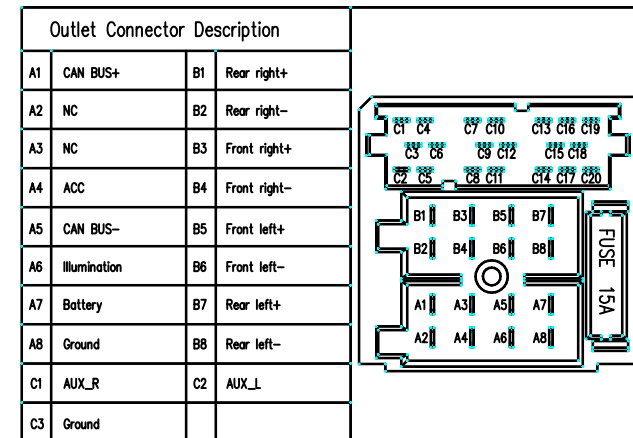 Outlet Connector Description
A1 CAN BUS+ B1 Rear right+
A2 NC B2 Rear right-
A3 NC B3 Front right+
A4 ACC B4 Front right-
A5 CAN BUS- B5 Front left+
A6 Illumination B6 Front left-
A7 Battery B7 Rear left+
A8 Ground B8 Rear left-
C1 AUX_R C2 AUX_L
C3 Ground
C1 C4 C7 C10 C13 C16 C19
C3 C6 C9 C12 C15 C18
C2 C5 C8 C11 C14 C17 C20
B1 B3 B5 B7
B2 B4 B6 B8
A1 A3 A5 A7
A2 A4 A6 A8
FUSE 15A